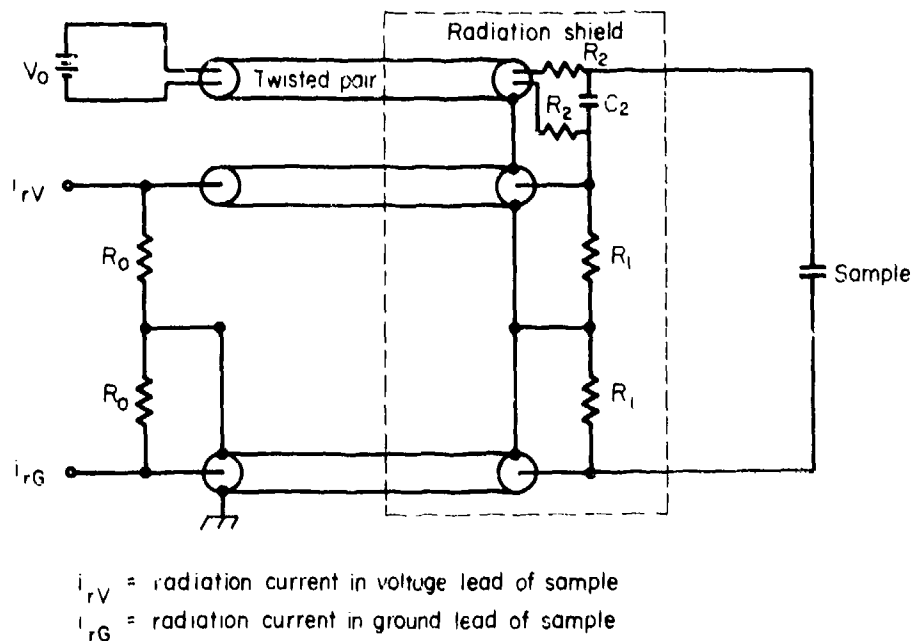 Radiation shield
R2
V0
Twisted pair
R2
C2
irV
R0
R1
Sample
R0
R1
irG
irV = radiation current in voltage lead of sample
irG = radiation current in ground lead of sample